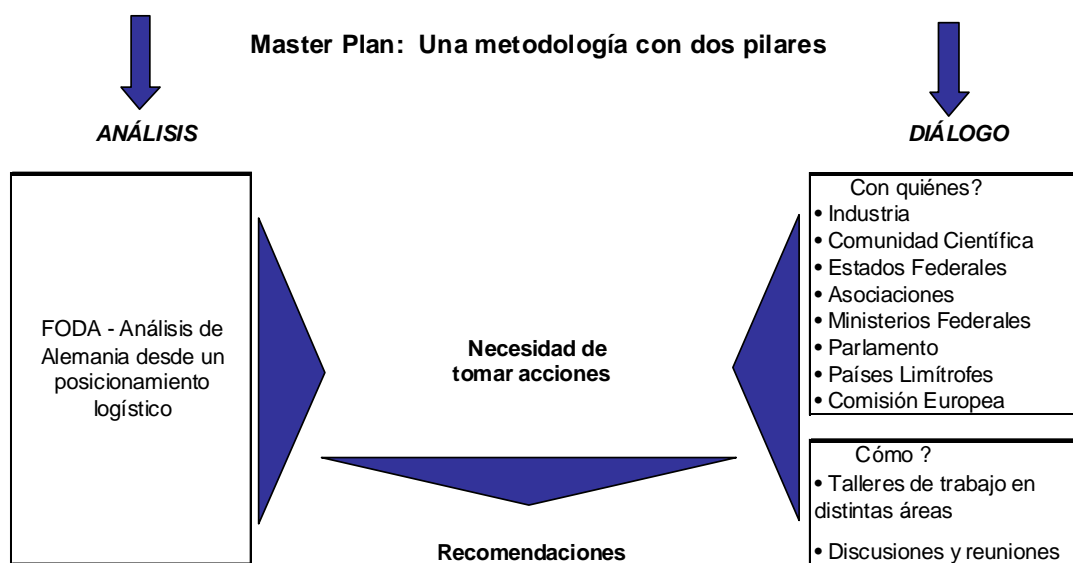 Master Plan: Una metodología con dos pilares
ANÁLISIS
FODA - Análisis de
Alemania desde un
posicionamiento
logístico
Necesidad de
tomar acciones
Recomendaciones
DIÁLOGO
Con quiénes?
• Industria
• Comunidad Científica
• Estados Federales
• Asociaciones
• Ministerios Federales
• Parlamento
• Países Limítrofes
• Comisión Europea
Cómo ?
• Talleres de trabajo en
distintas áreas
• Discusiones y reuniones